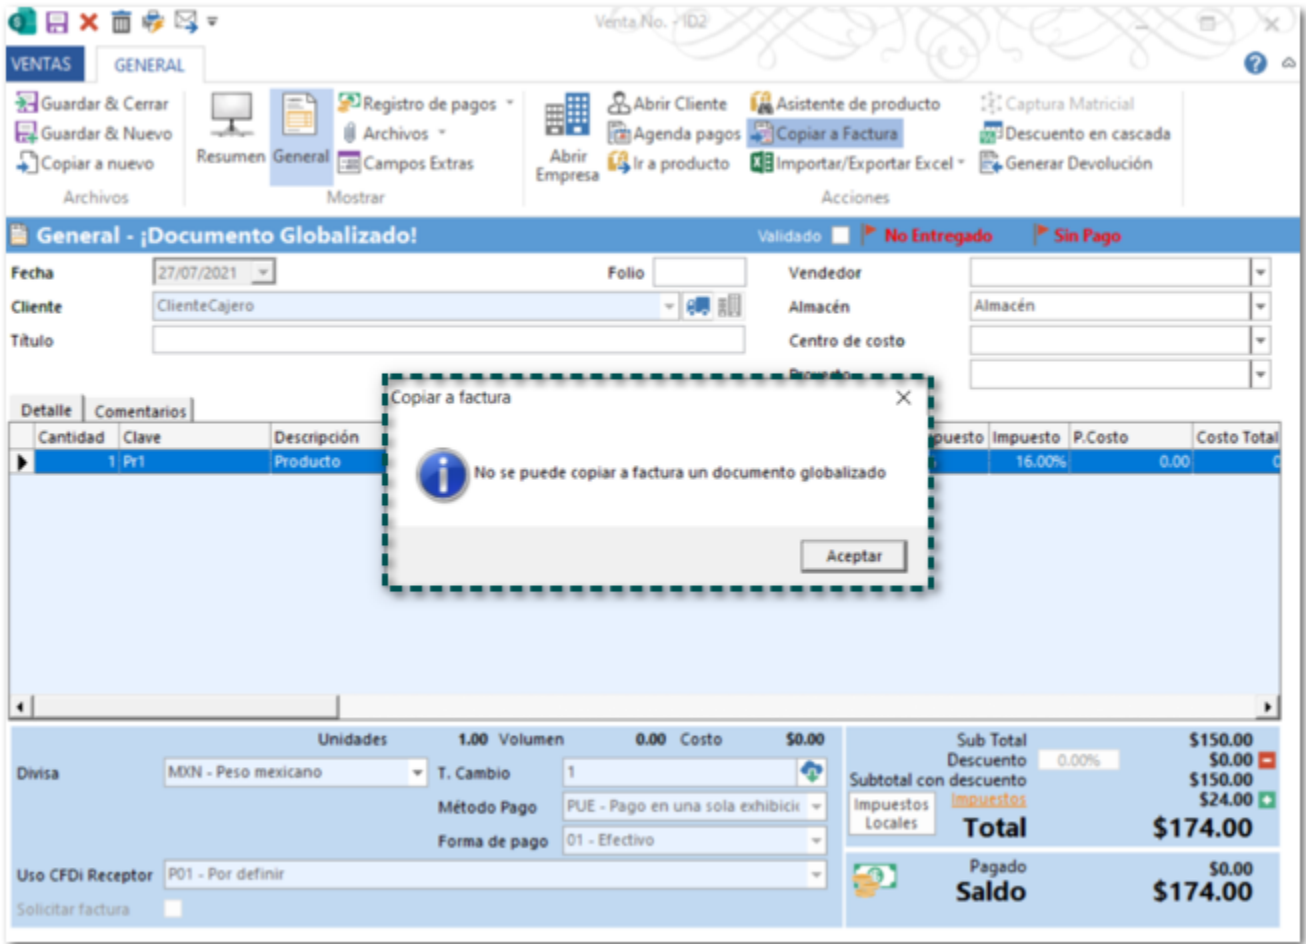 Venta No. - ID2
VENTAS GENERAL
Guardar & Cerrar
Guardar & Nuevo
Copiar a nuevo
Archivos
Resumen
General
Registro de pagos
Archivos
Campos Extras
Mostrar
Abrir
Empresa
Abrir Cliente
Agenda pagos
Ir a producto
Asistente de producto
Copiar a Factura
Importar/Exportar Excel
Acciones
Captura Matricial
Descuento en cascada
Generar Devolución
General - ¡Documento Globalizado!
Validado No Entregado Sin Pago
Fecha 27/07/2021 Folio Vendedor
Cliente ClienteCajero Almacén Almacén
Título Centro de costo
Detalle Comentarios
Cantidad Clave Descripción puesto Impuesto P.Costo Costo Total
1 Pr1 Producto 16.00% 0.00 0
Copiar a factura
No se puede copiar a factura un documento globalizado
Aceptar
Unidades 1.00 Volumen 0.00 Costo $0.00
Divisa MXN - Peso mexicano T. Cambio 1
Método Pago PUE - Pago en una sola exhibici
Forma de pago 01 - Efectivo
Uso CFDi Receptor P01 - Por definir
Solicitar factura
Sub Total $150.00
Descuento 0.00% $0.00
Subtotal con descuento $150.00
Impuestos
Locales
Impuestos $24.00
Total $174.00
Pagado $0.00
Saldo $174.00